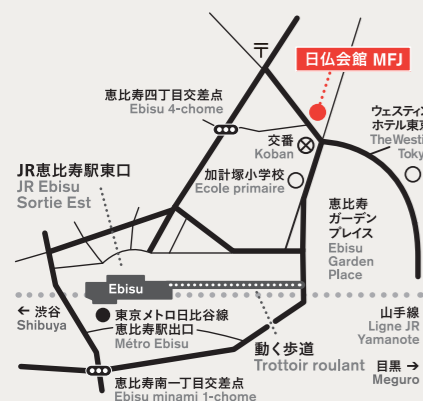 〒
日仏会館 MFJ
恵比寿四丁目交差点
Ebisu 4-chome
ウェスティン
ホテル東京
The Westi
Toky
交番
Koban
加計塚小学校
Ecole primaire
JR恵比寿駅東口
JR Ebisu
Sortie Est
恵比寿
ガーデン
プレイス
Ebisu
Garden
Place
Ebisu
← 渋谷
Shibuya
東京メトロ日比谷線
恵比寿駅出口
Métro Ebisu
山手線
Ligne JR
Yamanote
動く歩道
Trottoir roulant
目黒 →
Meguro
恵比寿南一丁目交差点
Ebisu minami 1-chome